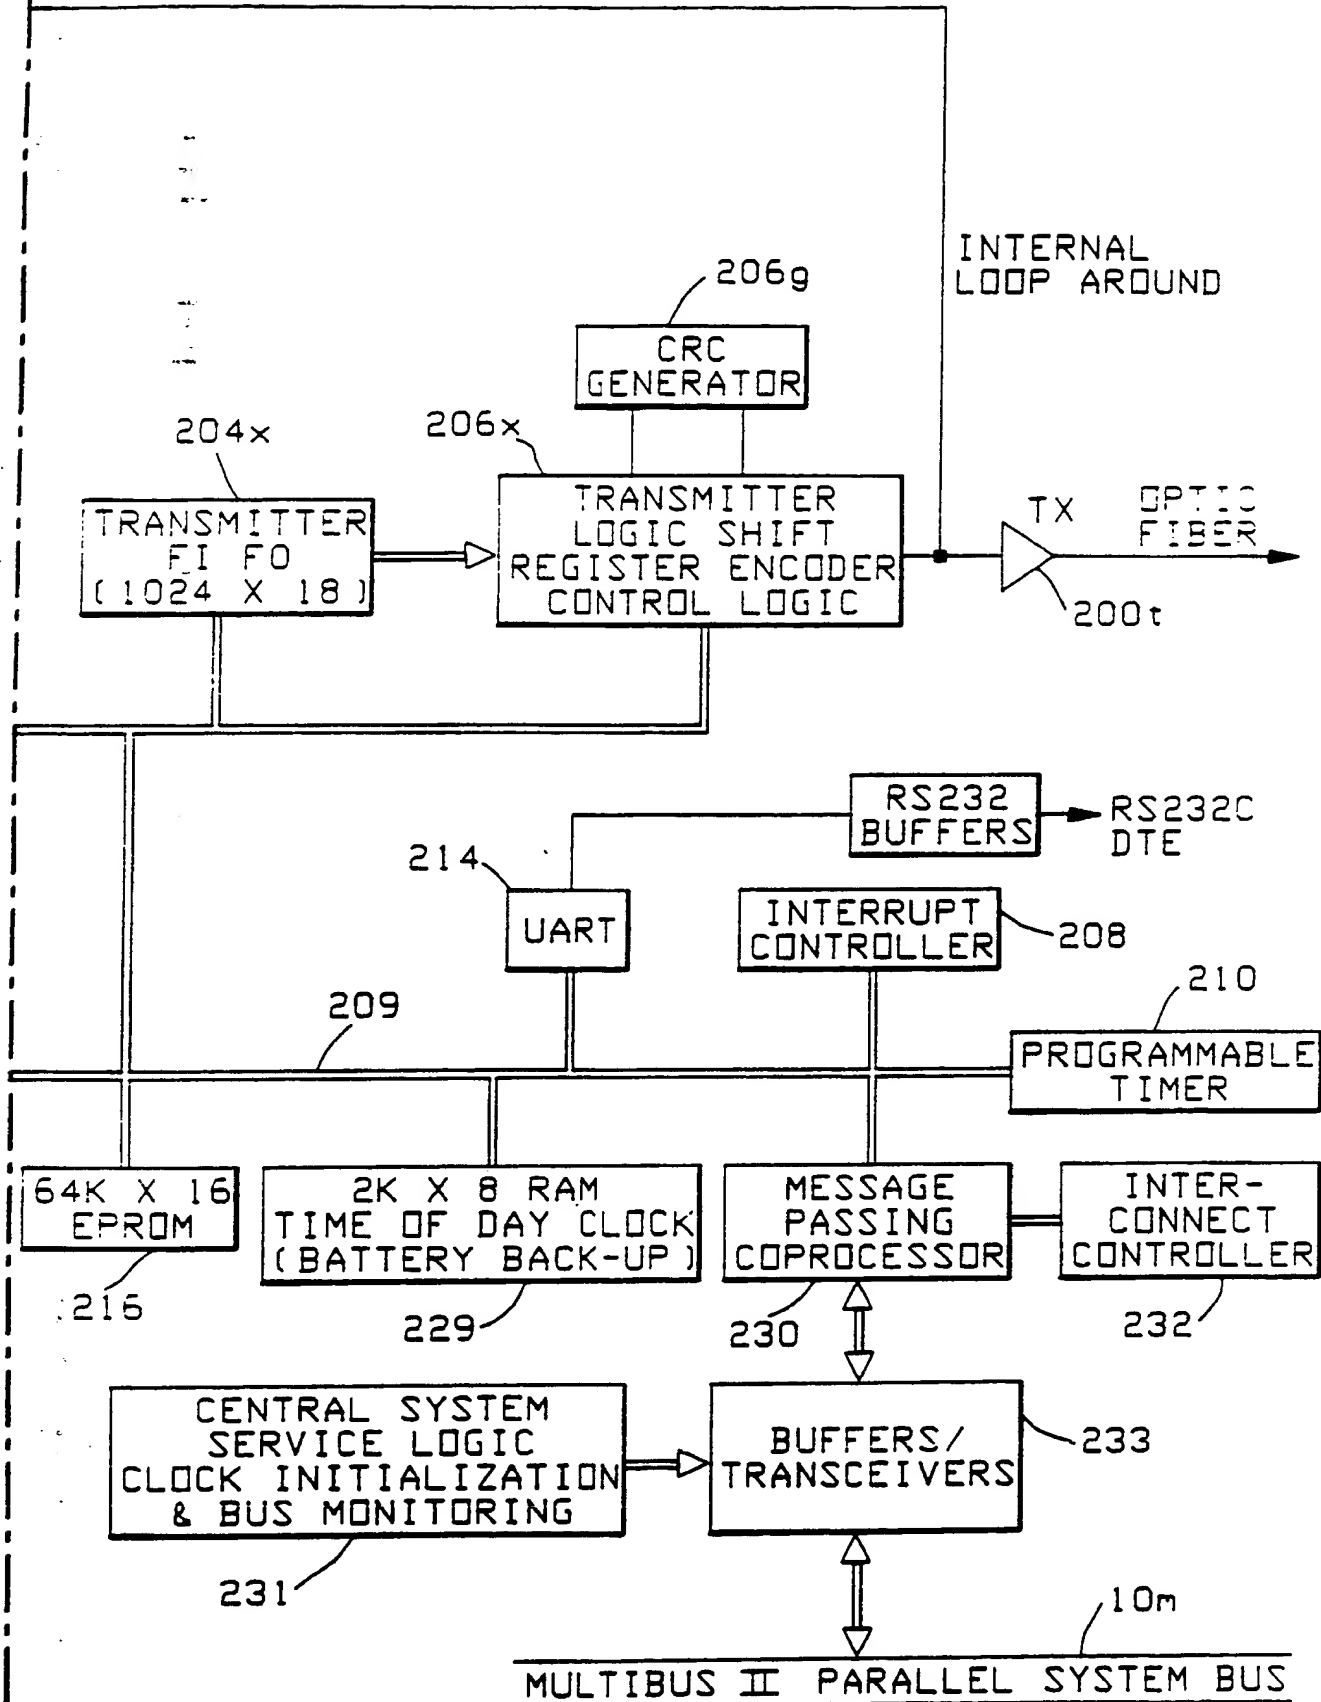 INTERNAL
LOOP AROUND
206g
CRC
GENERATOR
204x
206x
TRANSMITTER
FI FO
(1024 X 18)
TRANSMITTER
LOGIC SHIFT
REGISTER ENCODER
CONTROL LOGIC
TX
OPTIC
FIBER
200t
RS232
BUFFERS
RS232C
DTE
214
UART
INTERRUPT
CONTROLLER
208
209
210
PROGRAMMABLE
TIMER
64K X 16
EPROM
216
2K X 8 RAM
TIME OF DAY CLOCK
(BATTERY BACK-UP)
229
MESSAGE
PASSING
COPROCESSOR
230
INTER-
CONNECT
CONTROLLER
232
CENTRAL SYSTEM
SERVICE LOGIC
CLOCK INITIALIZATION
& BUS MONITORING
231
BUFFERS/
TRANSCEIVERS
233
10m
MULTIBUS II PARALLEL SYSTEM BUS